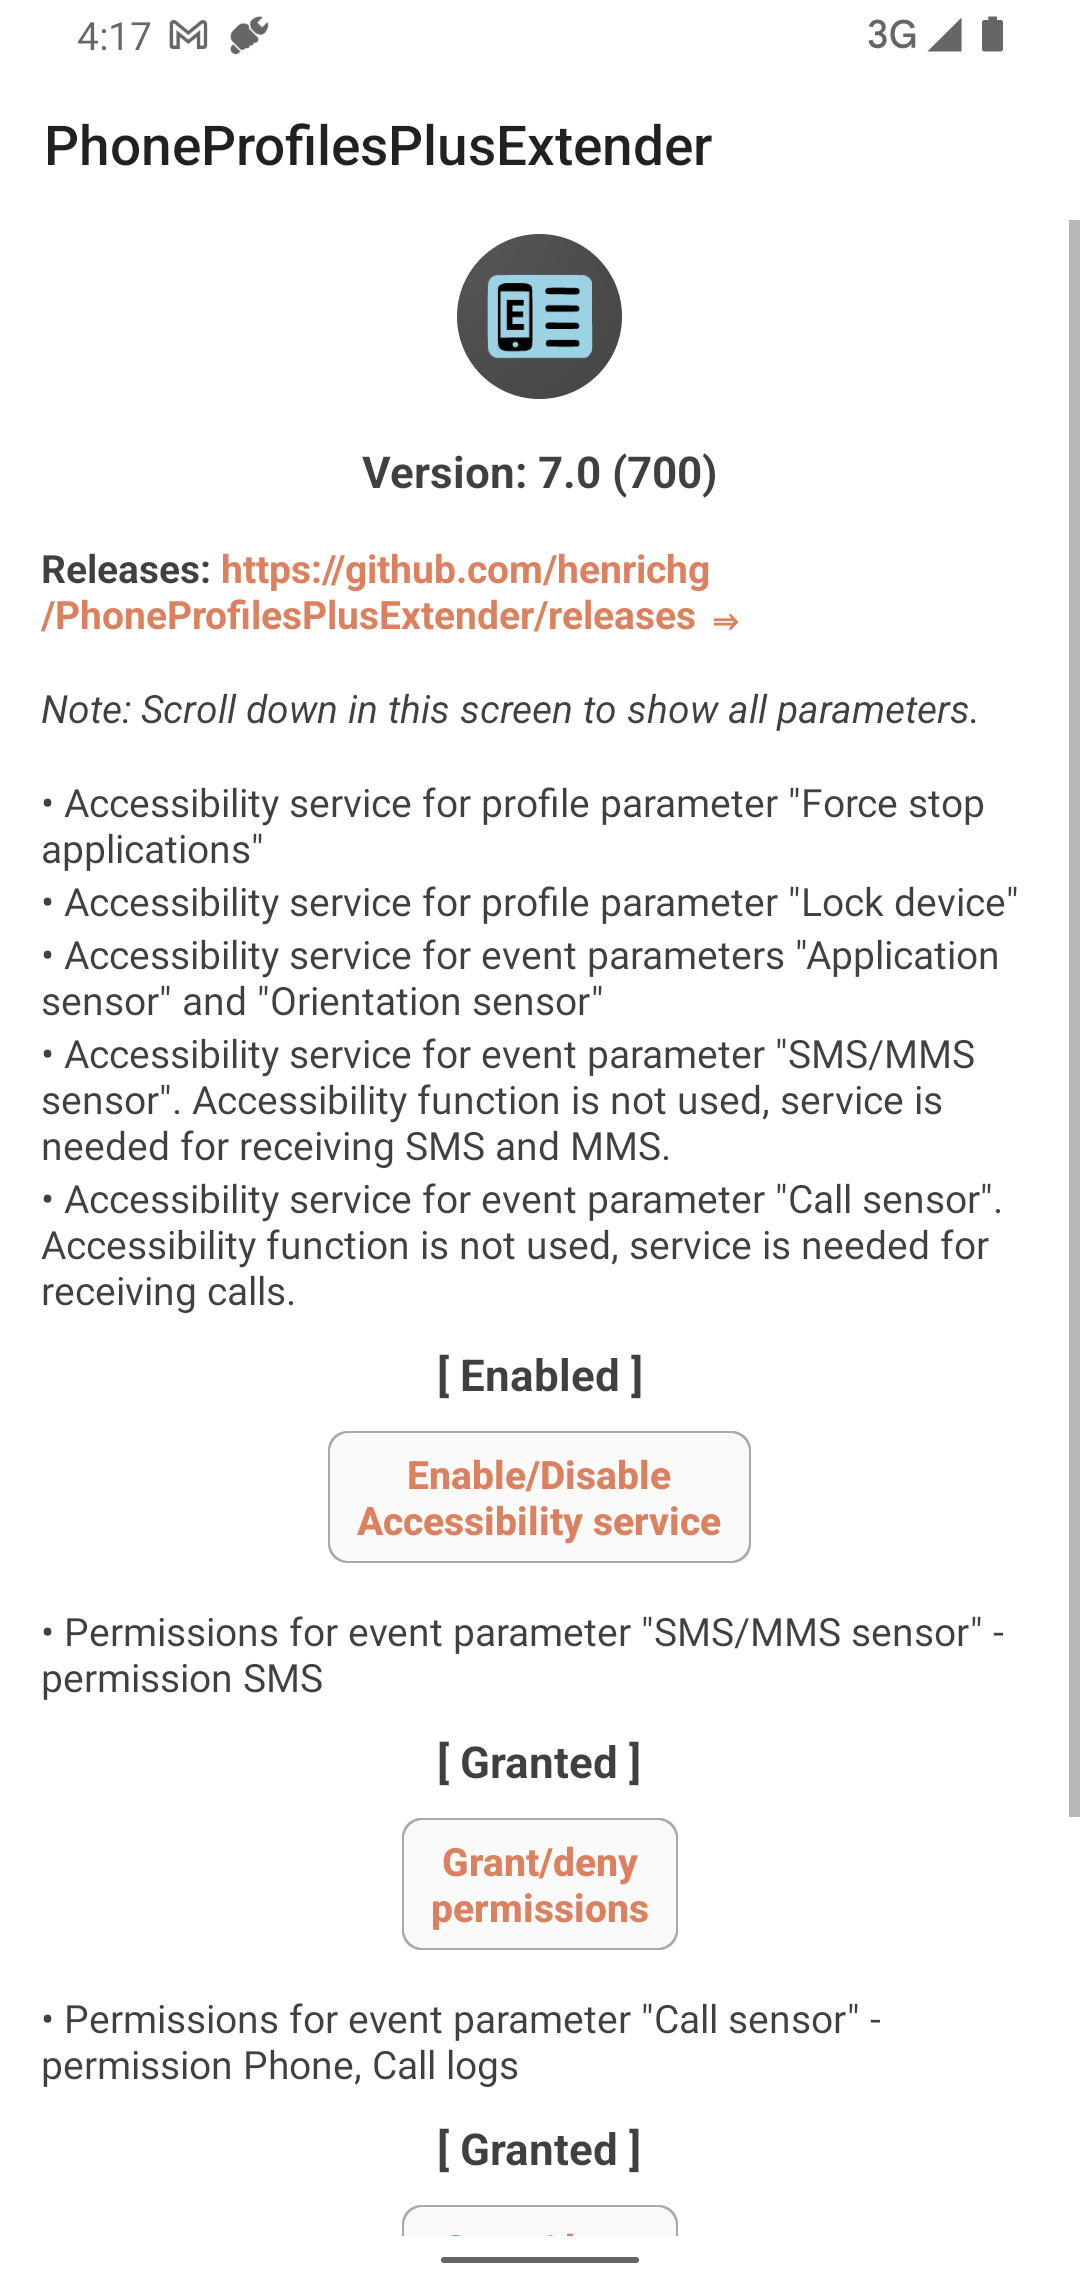 4:17
3G
PhoneProfilesPlusExtender
E
Version: 7.0 (700)
Releases: https://github.com/henrichg
/PhoneProfilesPlusExtender/releases ⇒
Note: Scroll down in this screen to show all parameters.
• Accessibility service for profile parameter "Force stop
applications"
• Accessibility service for profile parameter "Lock device"
• Accessibility service for event parameters "Application
sensor" and "Orientation sensor"
• Accessibility service for event parameter "SMS/MMS
sensor". Accessibility function is not used, service is
needed for receiving SMS and MMS.
• Accessibility service for event parameter "Call sensor".
Accessibility function is not used, service is needed for
receiving calls.
[ Enabled ]
Enable/Disable
Accessibility service
• Permissions for event parameter "SMS/MMS sensor" -
permission SMS
[ Granted ]
Grant/deny
permissions
• Permissions for event parameter "Call sensor" -
permission Phone, Call logs
[ Granted ]